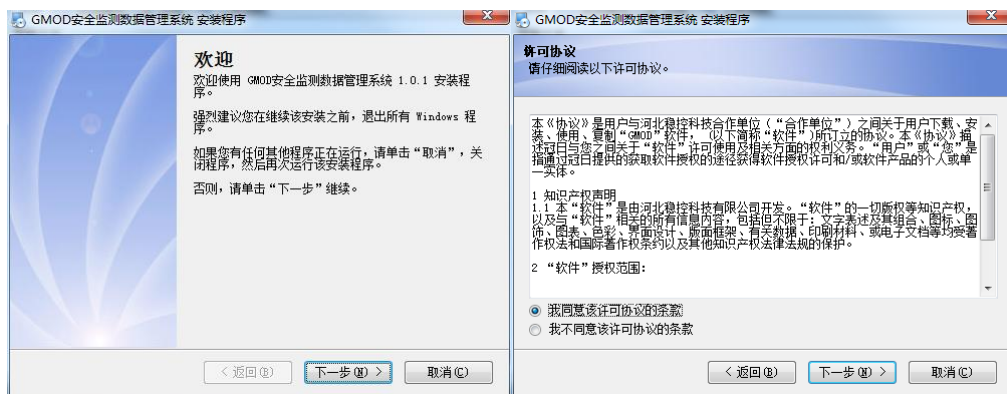 GMOD安全监测数据管理系统 安装程序
欢迎
欢迎使用 GMOD安全监测数据管理系统 1.0.1 安装程
序。
强烈建议您在继续该安装之前，退出所有 Windows 程
序。
如果您有任何其他程序正在运行，请单击“取消”，关
闭程序，然后再次运行该安装程序。
否则，请单击“下一步”继续。
< 返回(B)
下一步(N) >
取消(C)
GMOD安全监测数据管理系统 安装程序
许可协议
请仔细阅读以下许可协议。
本《协议》是用户与河北稳控科技合作单位（“合作单位”）之间关于用户下载、安
装、使用、复制“GMOD”软件，（以下简称“软件”）所订立的协议。本《协议》描
述冠日与您之间关于“软件”许可使用及相关方面的权利义务。“用户”或“您”是
指通过冠日提供的获取软件授权的途径获得软件授权许可和/或软件产品的个人或单
一实体。
1 知识产权声明
1.1 本“软件”是由河北稳控科技有限公司开发。“软件”的一切版权等知识产权，
以及与“软件”相关的所有信息内容，包括但不限于：文字表述及其组合、图标、图
饰、图表、色彩、界面设计、版面框架、有关数据、印刷材料、或电子文档等均受著
作权法和国际著作权条约以及其他知识产权法律法规的保护。
2 “软件”授权范围：
我同意该许可协议的条款
我不同意该许可协议的条款
< 返回(B)
下一步(N) >
取消(C)